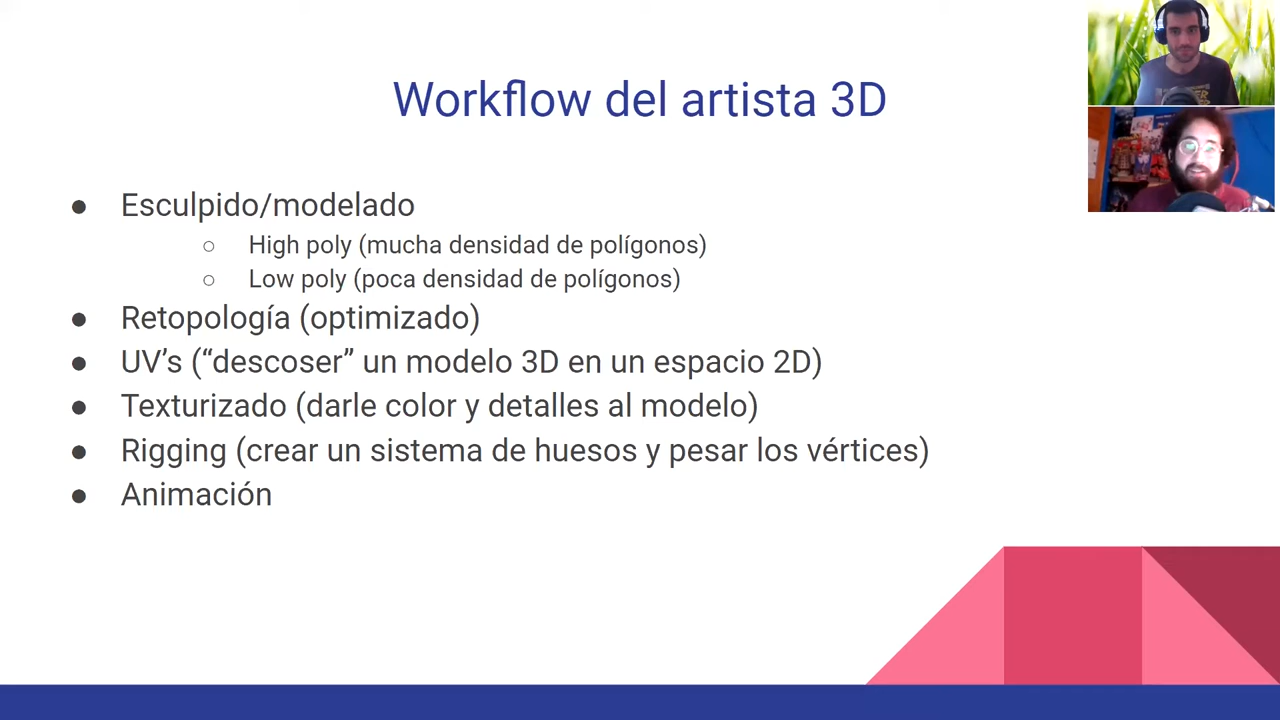 Workflow del artista 3D
● Esculpido/modelado
○ High poly (mucha densidad de polígonos)
○ Low poly (poca densidad de polígonos)
● Retopología (optimizado)
● UV’s (“descoser” un modelo 3D en un espacio 2D)
● Texturizado (darle color y detalles al modelo)
● Rigging (crear un sistema de huesos y pesar los vértices)
● Animación